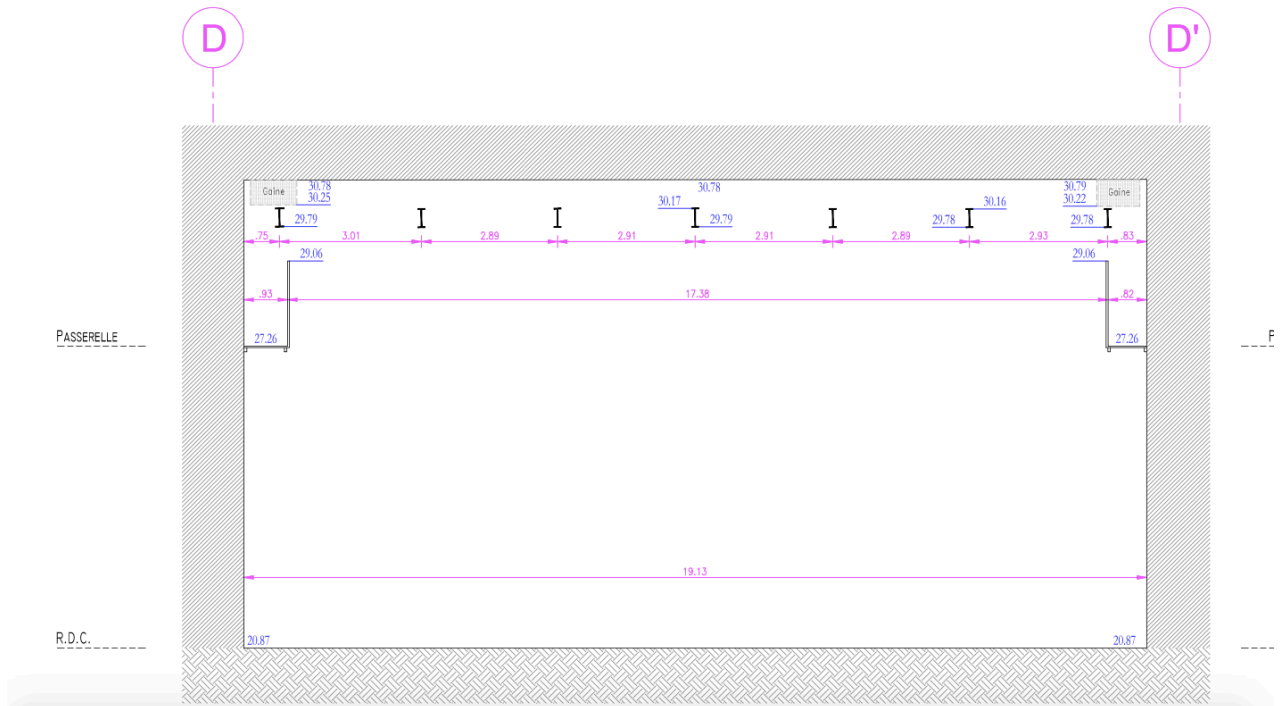 D D'
Gaine 30.78 30.78 30.79 Gaine
30.25 30.22
30.17 30.16
29.79 29.79 29.78 29.78
.75 3.01 2.89 2.91 2.91 2.89 2.93 .83
29.06 29.06
.93 17.38 .82
PASSERELLE 27.26 27.26 P
19.13
R.D.C. 20.87 20.87